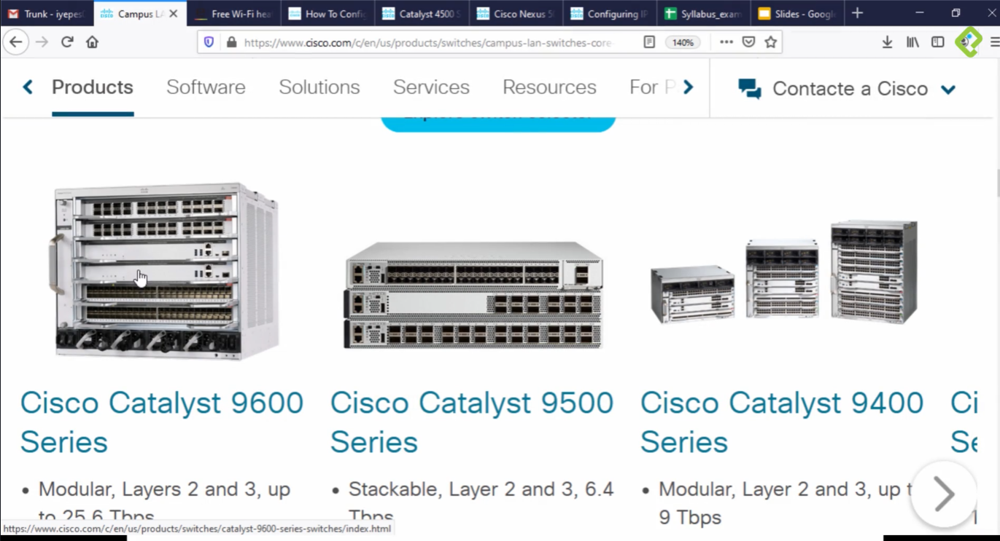 Trunk - iyepes
Campus LA
Free Wi-Fi hea
How To Confi
Catalyst 4500 S
Cisco Nexus 5
Configuring IP
Syllabus_exam
Slides - Google
https://www.cisco.com/c/en/us/products/switches/campus-lan-switches-core-
140%
Products
Software
Solutions
Services
Resources
For P
Contacte a Cisco
Cisco Catalyst 9600
Series
• Modular, Layers 2 and 3, up
to 25.6 Tbps
Cisco Catalyst 9500
Series
• Stackable, Layer 2 and 3, 6.4
Tbps
Cisco Catalyst 9400
Series
• Modular, Layer 2 and 3, up t
9 Tbps
Ci
Se
https://www.cisco.com/c/en/us/products/switches/catalyst-9600-series-switches/index.html